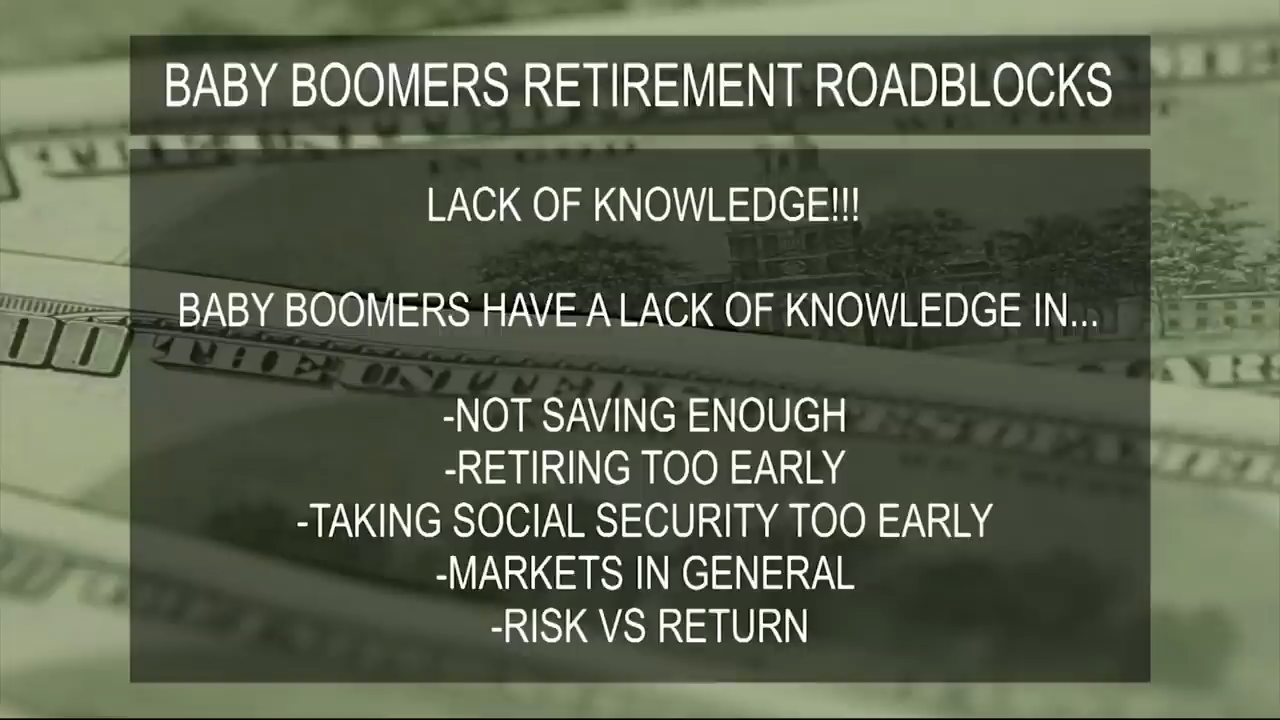 BABY BOOMERS RETIREMENT ROADBLOCKS
LACK OF KNOWLEDGE!!!
BABY BOOMERS HAVE A LACK OF KNOWLEDGE IN...
-NOT SAVING ENOUGH
-RETIRING TOO EARLY
-TAKING SOCIAL SECURITY TOO EARLY
-MARKETS IN GENERAL
-RISK VS RETURN